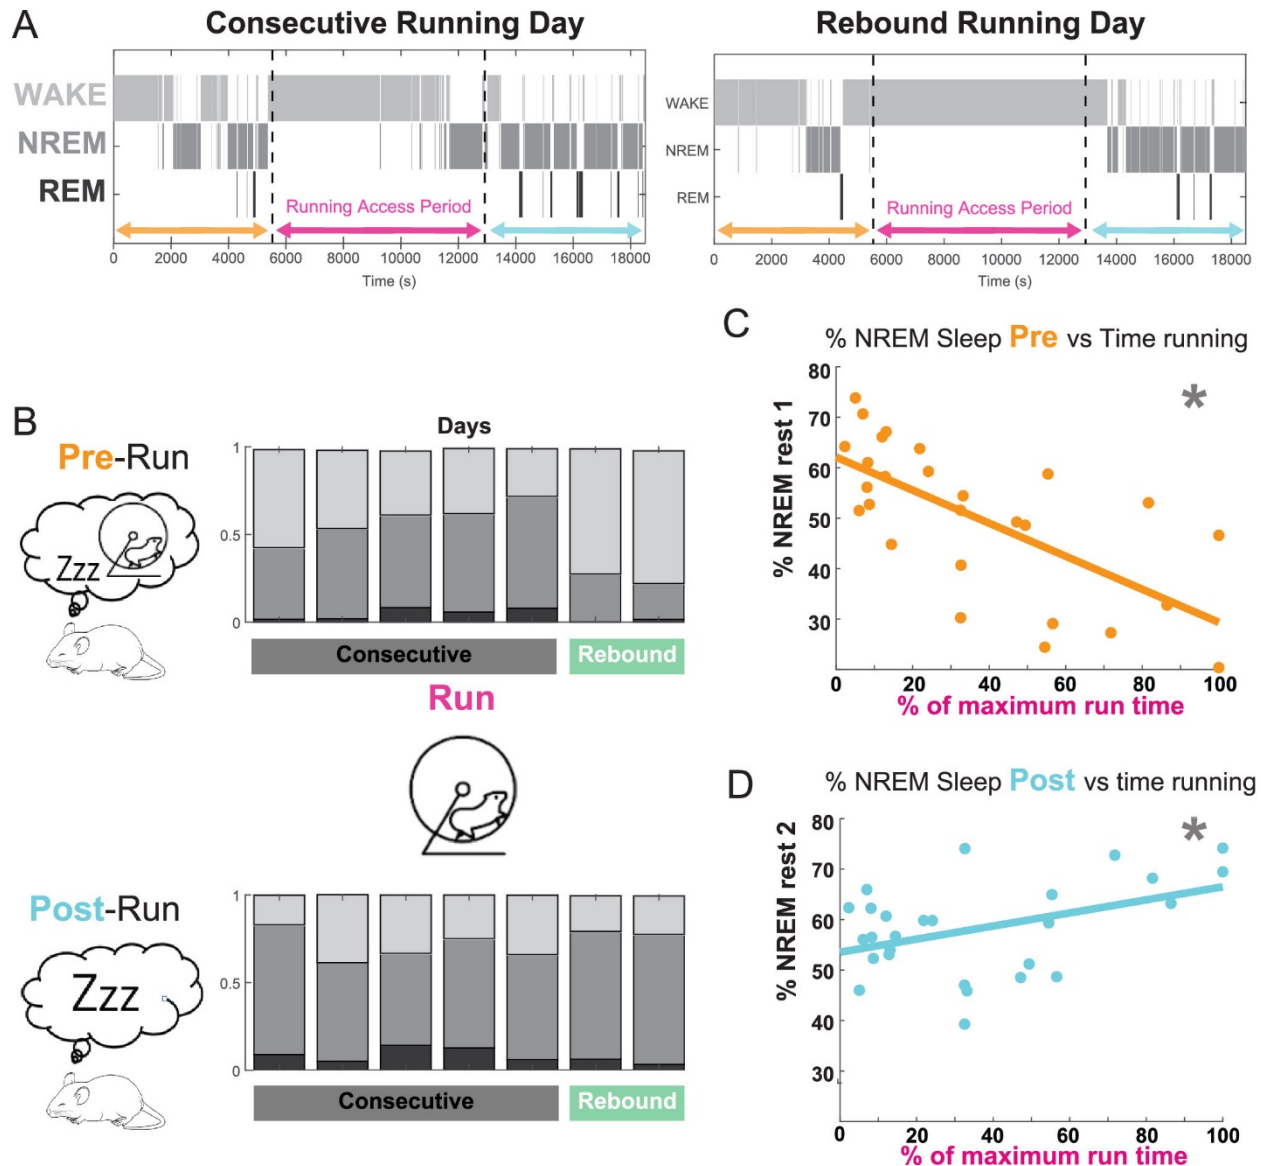 A
Consecutive Running Day
WAKE
NREM
REM
Running Access Period
0 2000 4000 6000 8000 10000 12000 14000 16000 18000
Time (s)
Rebound Running Day
WAKE
NREM
REM
Running Access Period
0 2000 4000 6000 8000 10000 12000 14000 16000 18000
Time (s)
B
Pre-Run
Zzz
Days
1
0.5
0
Consecutive
Rebound
Run
Post-Run
Zzz
1
0.5
0
Consecutive
Rebound
C
% NREM Sleep Pre vs Time running
*
% NREM rest 1
80
70
60
50
40
30
0 20 40 60 80 100
% of maximum run time
D
% NREM Sleep Post vs time running
*
% NREM rest 2
80
70
60
50
40
30
0 20 40 60 80 100
% of maximum run time